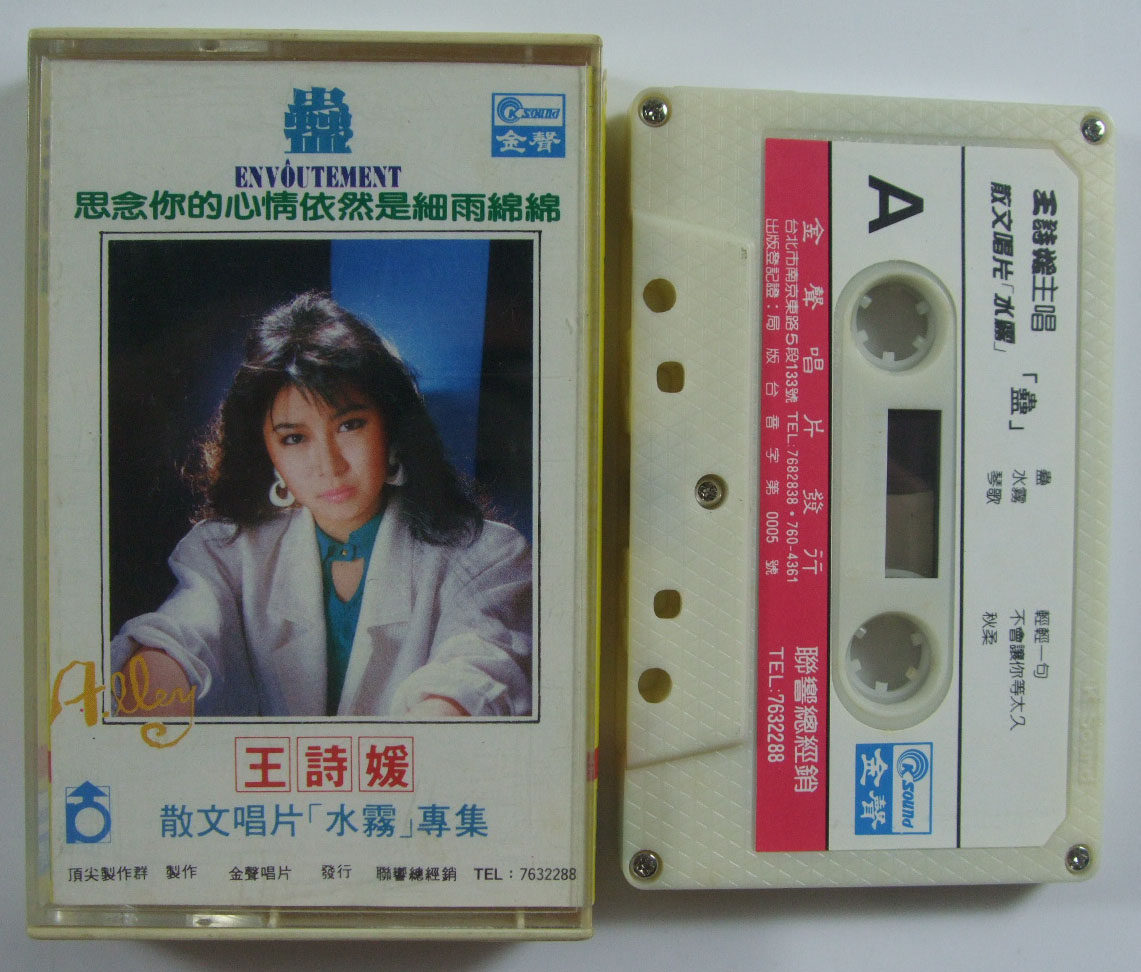 蠱
ENVOÛTEMENT
K SOUND
金聲
思念你的心情依然是細雨綿綿
Alley
王詩媛
散文唱片「水霧」專集
頂尖製作群 製作 金聲唱片 發行 聯響總經銷 TEL：7632288
A
王詩媛主唱 「蠱」
散文唱片「水霧」
蠱
水霧
琴歌
輕輕一句
不會讓你等太久
秋柔
K SOUND
金聲
金聲唱片發行 聯響總經銷
台北市南京東路5段133號 TEL:7682838·760-4361 TEL:7632288
出版登記證：局版台音字第0005號